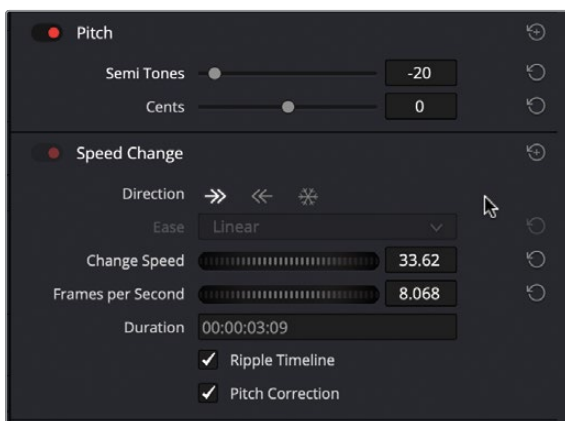 Pitch
Semi Tones -20
Cents 0
Speed Change
Direction
Ease Linear
Change Speed 33.62
Frames per Second 8.068
Duration 00:00:03:09
Ripple Timeline
Pitch Correction